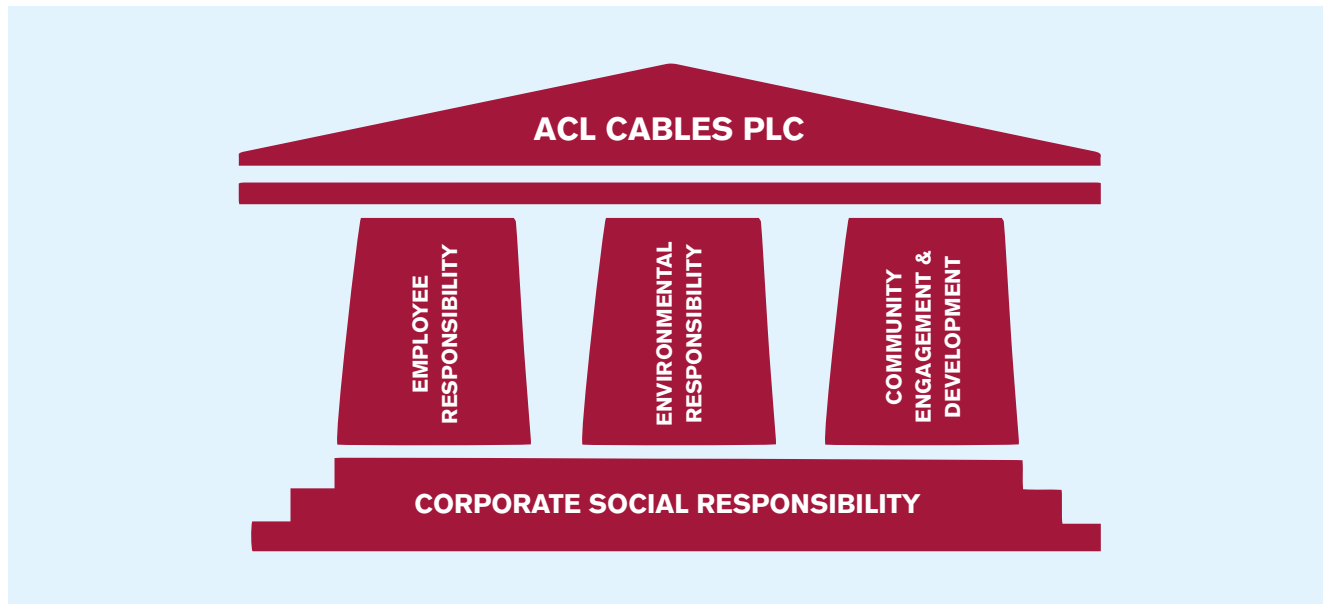 ACL CABLES PLC
EMPLOYEE
RESPONSIBILITY
ENVIRONMENTAL
RESPONSIBILITY
COMMUNITY
ENGAGEMENT &
DEVELOPMENT
CORPORATE SOCIAL RESPONSIBILITY